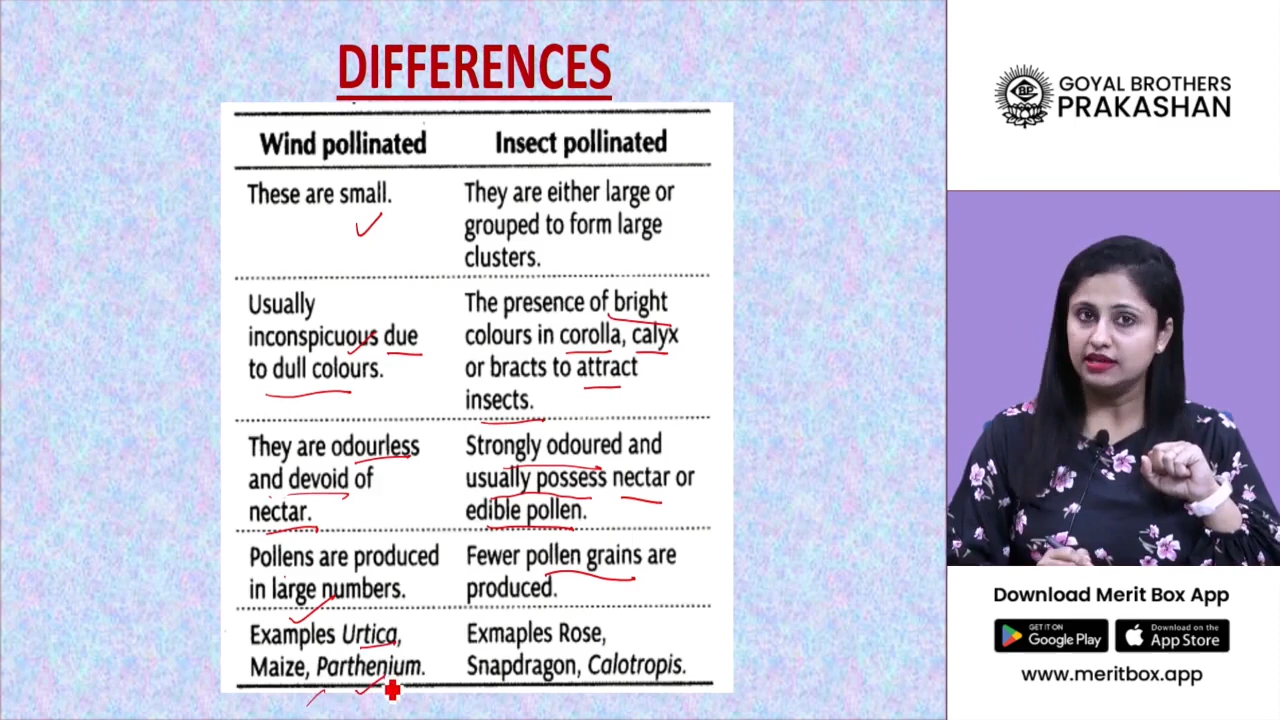 DIFFERENCES
Wind pollinated
Insect pollinated
These are small.
They are either large or
grouped to form large
clusters.
Usually
inconspicuous due
to dull colours.
The presence of bright
colours in corolla, calyx
or bracts to attract
insects.
They are odourless
and devoid of
nectar.
Strongly odoured and
usually possess nectar or
edible pollen.
Pollens are produced
in large numbers.
Fewer pollen grains are
produced.
Examples Urtica,
Maize, Parthenium.
Exmaples Rose,
Snapdragon, Calotropis.
BP
GOYAL BROTHERS
PRAKASHAN
Download Merit Box App
GET IT ON
Google Play
Download on the
App Store
www.meritbox.app